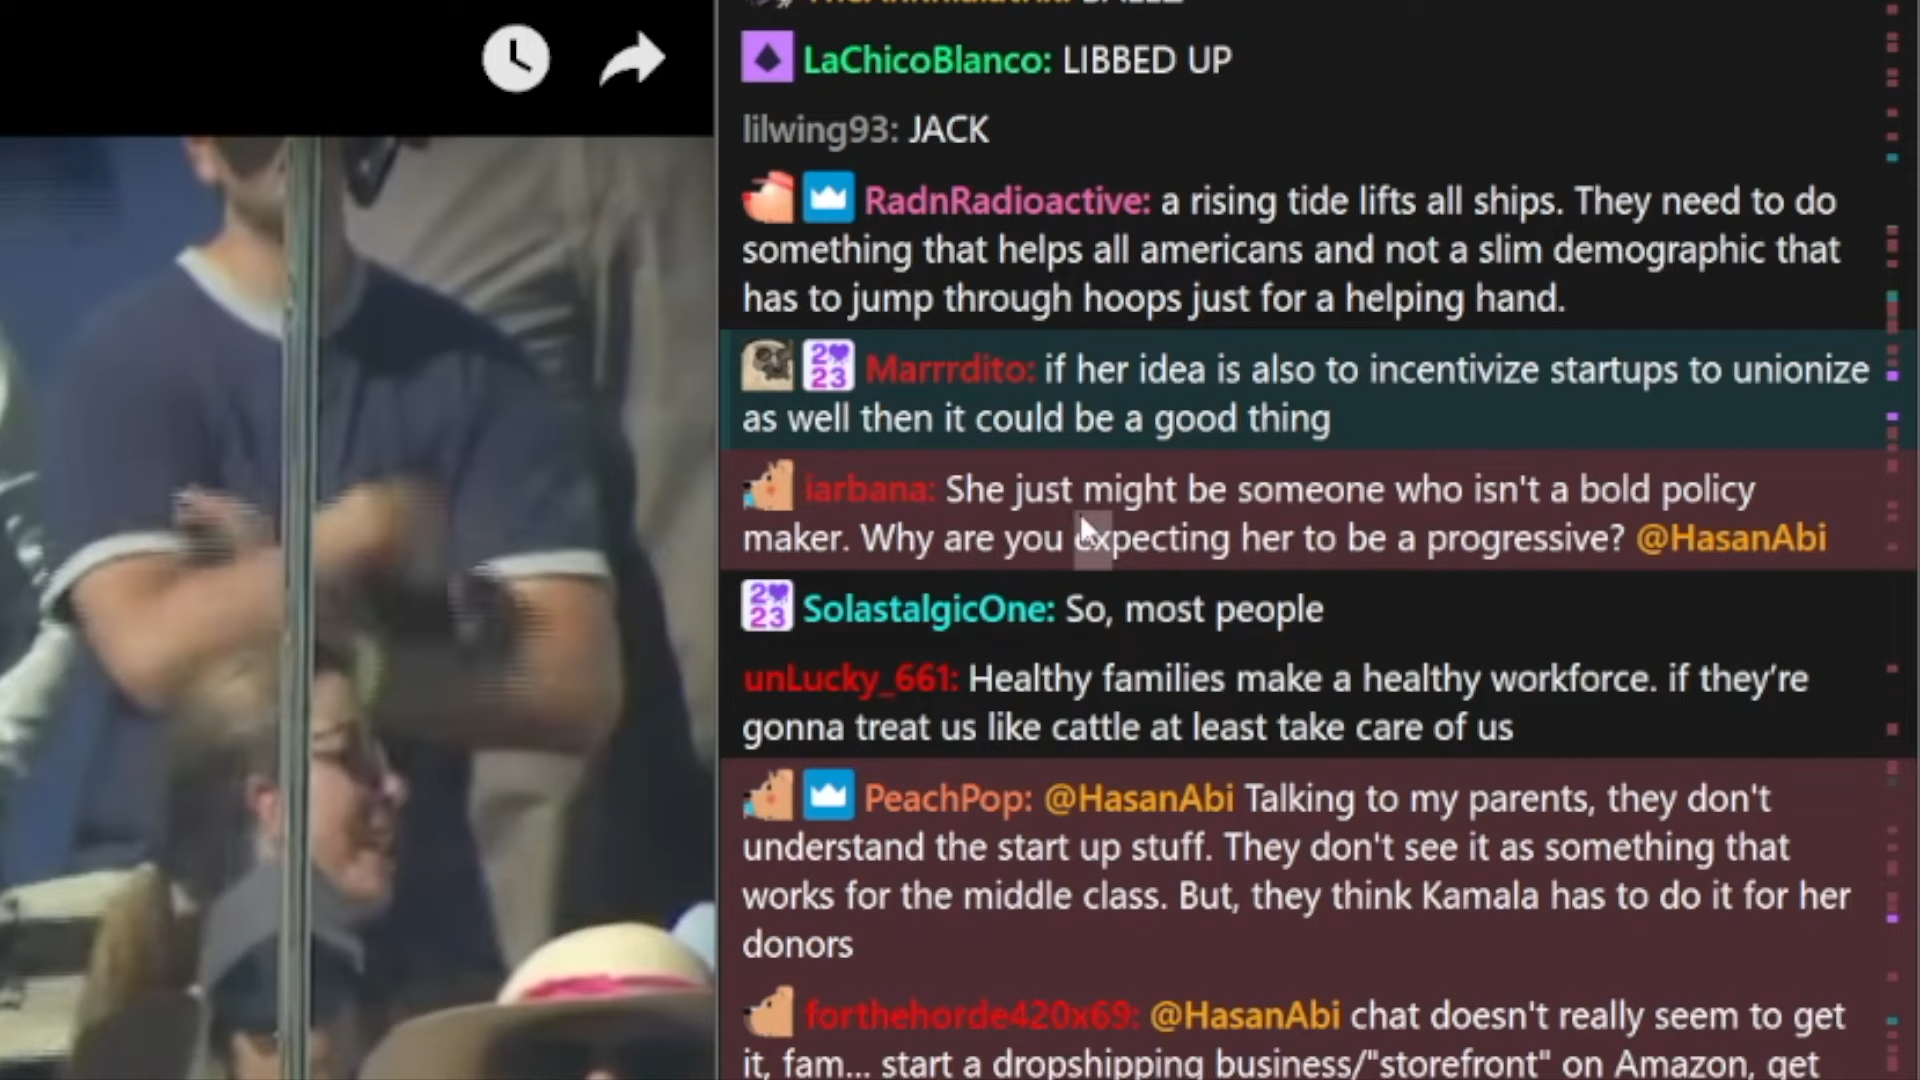 LaChicoBlanco: LIBBED UP
lilwing93: JACK
RadnRadioactive: a rising tide lifts all ships. They need to do
something that helps all americans and not a slim demographic that
has to jump through hoops just for a helping hand.
2023 Marrrdito: if her idea is also to incentivize startups to unionize
as well then it could be a good thing
iarbana: She just might be someone who isn't a bold policy
maker. Why are you expecting her to be a progressive? @HasanAbi
2023 SolastalgicOne: So, most people
unLucky_661: Healthy families make a healthy workforce. if they’re
gonna treat us like cattle at least take care of us
PeachPop: @HasanAbi Talking to my parents, they don't
understand the start up stuff. They don't see it as something that
works for the middle class. But, they think Kamala has to do it for her
donors
forthehorde420x69: @HasanAbi chat doesn't really seem to get
it, fam... start a dropshipping business/"storefront" on Amazon, get